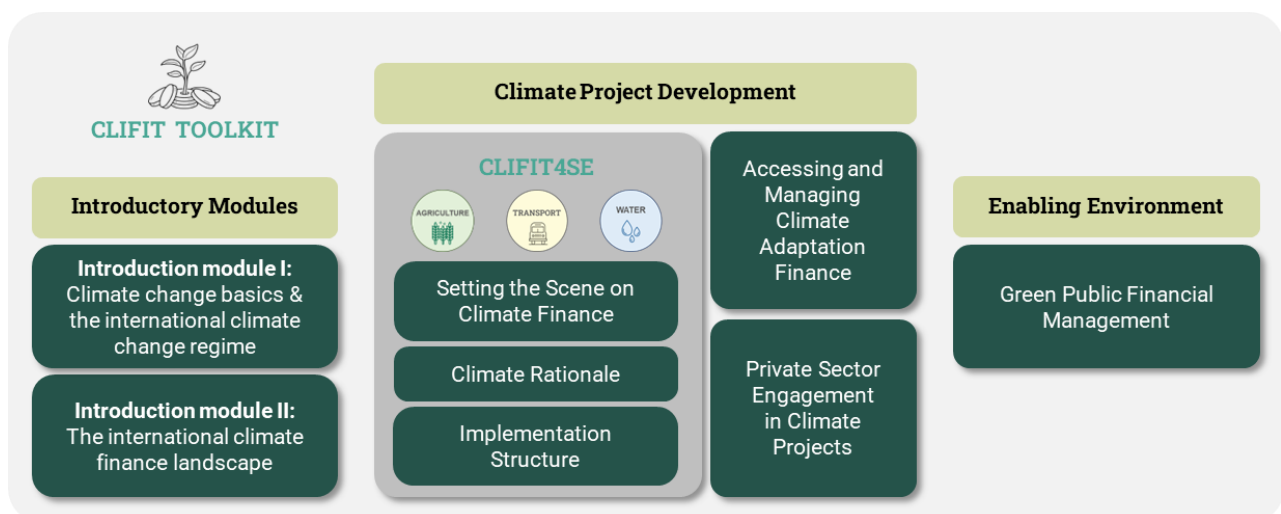 CLIFIT TOOLKIT
Introductory Modules
Introduction module I:
Climate change basics &
the international climate
change regime
Introduction module II:
The international climate
finance landscape
Climate Project Development
CLIFIT4SE
AGRICULTURE
TRANSPORT
WATER
Setting the Scene on
Climate Finance
Climate Rationale
Implementation
Structure
Accessing and
Managing
Climate
Adaptation
Finance
Private Sector
Engagement
in Climate
Projects
Enabling Environment
Green Public Financial
Management